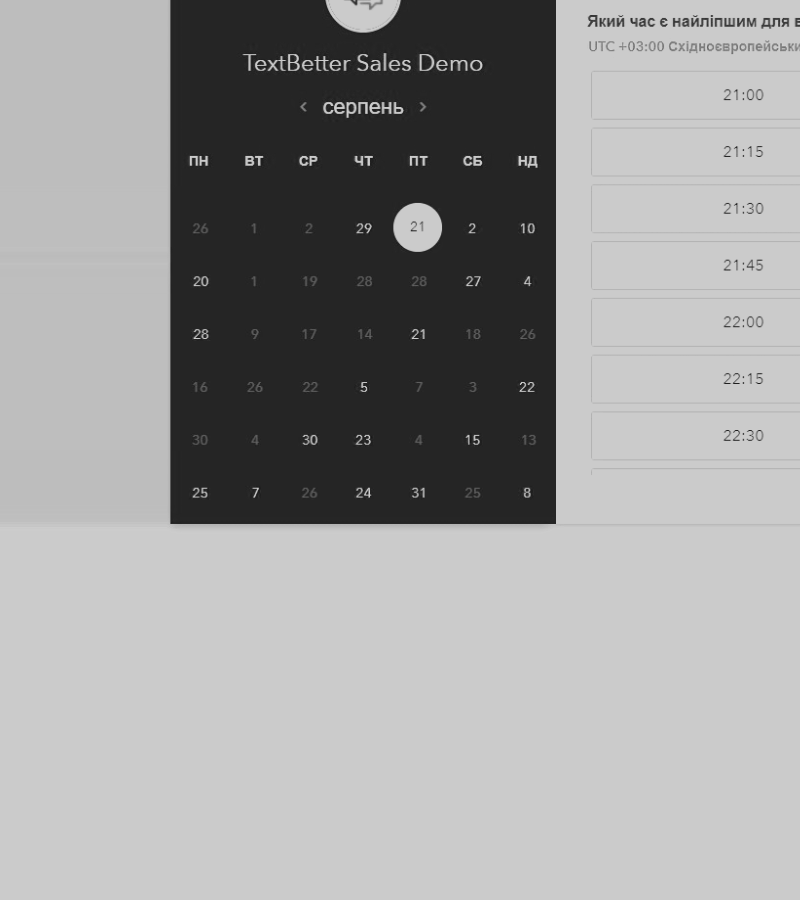 TextBetter Sales Demo
серпень
ПН ВТ СР ЧТ ПТ СБ НД
26 1 2 29 21 2 10
20 1 19 28 28 27 4
28 9 17 14 21 18 26
16 26 22 5 7 3 22
30 4 30 23 4 15 13
25 7 26 24 31 25 8
Який час є найліпшим для
UTC +03:00
21:00
21:15
21:30
21:45
22:00
22:15
22:30